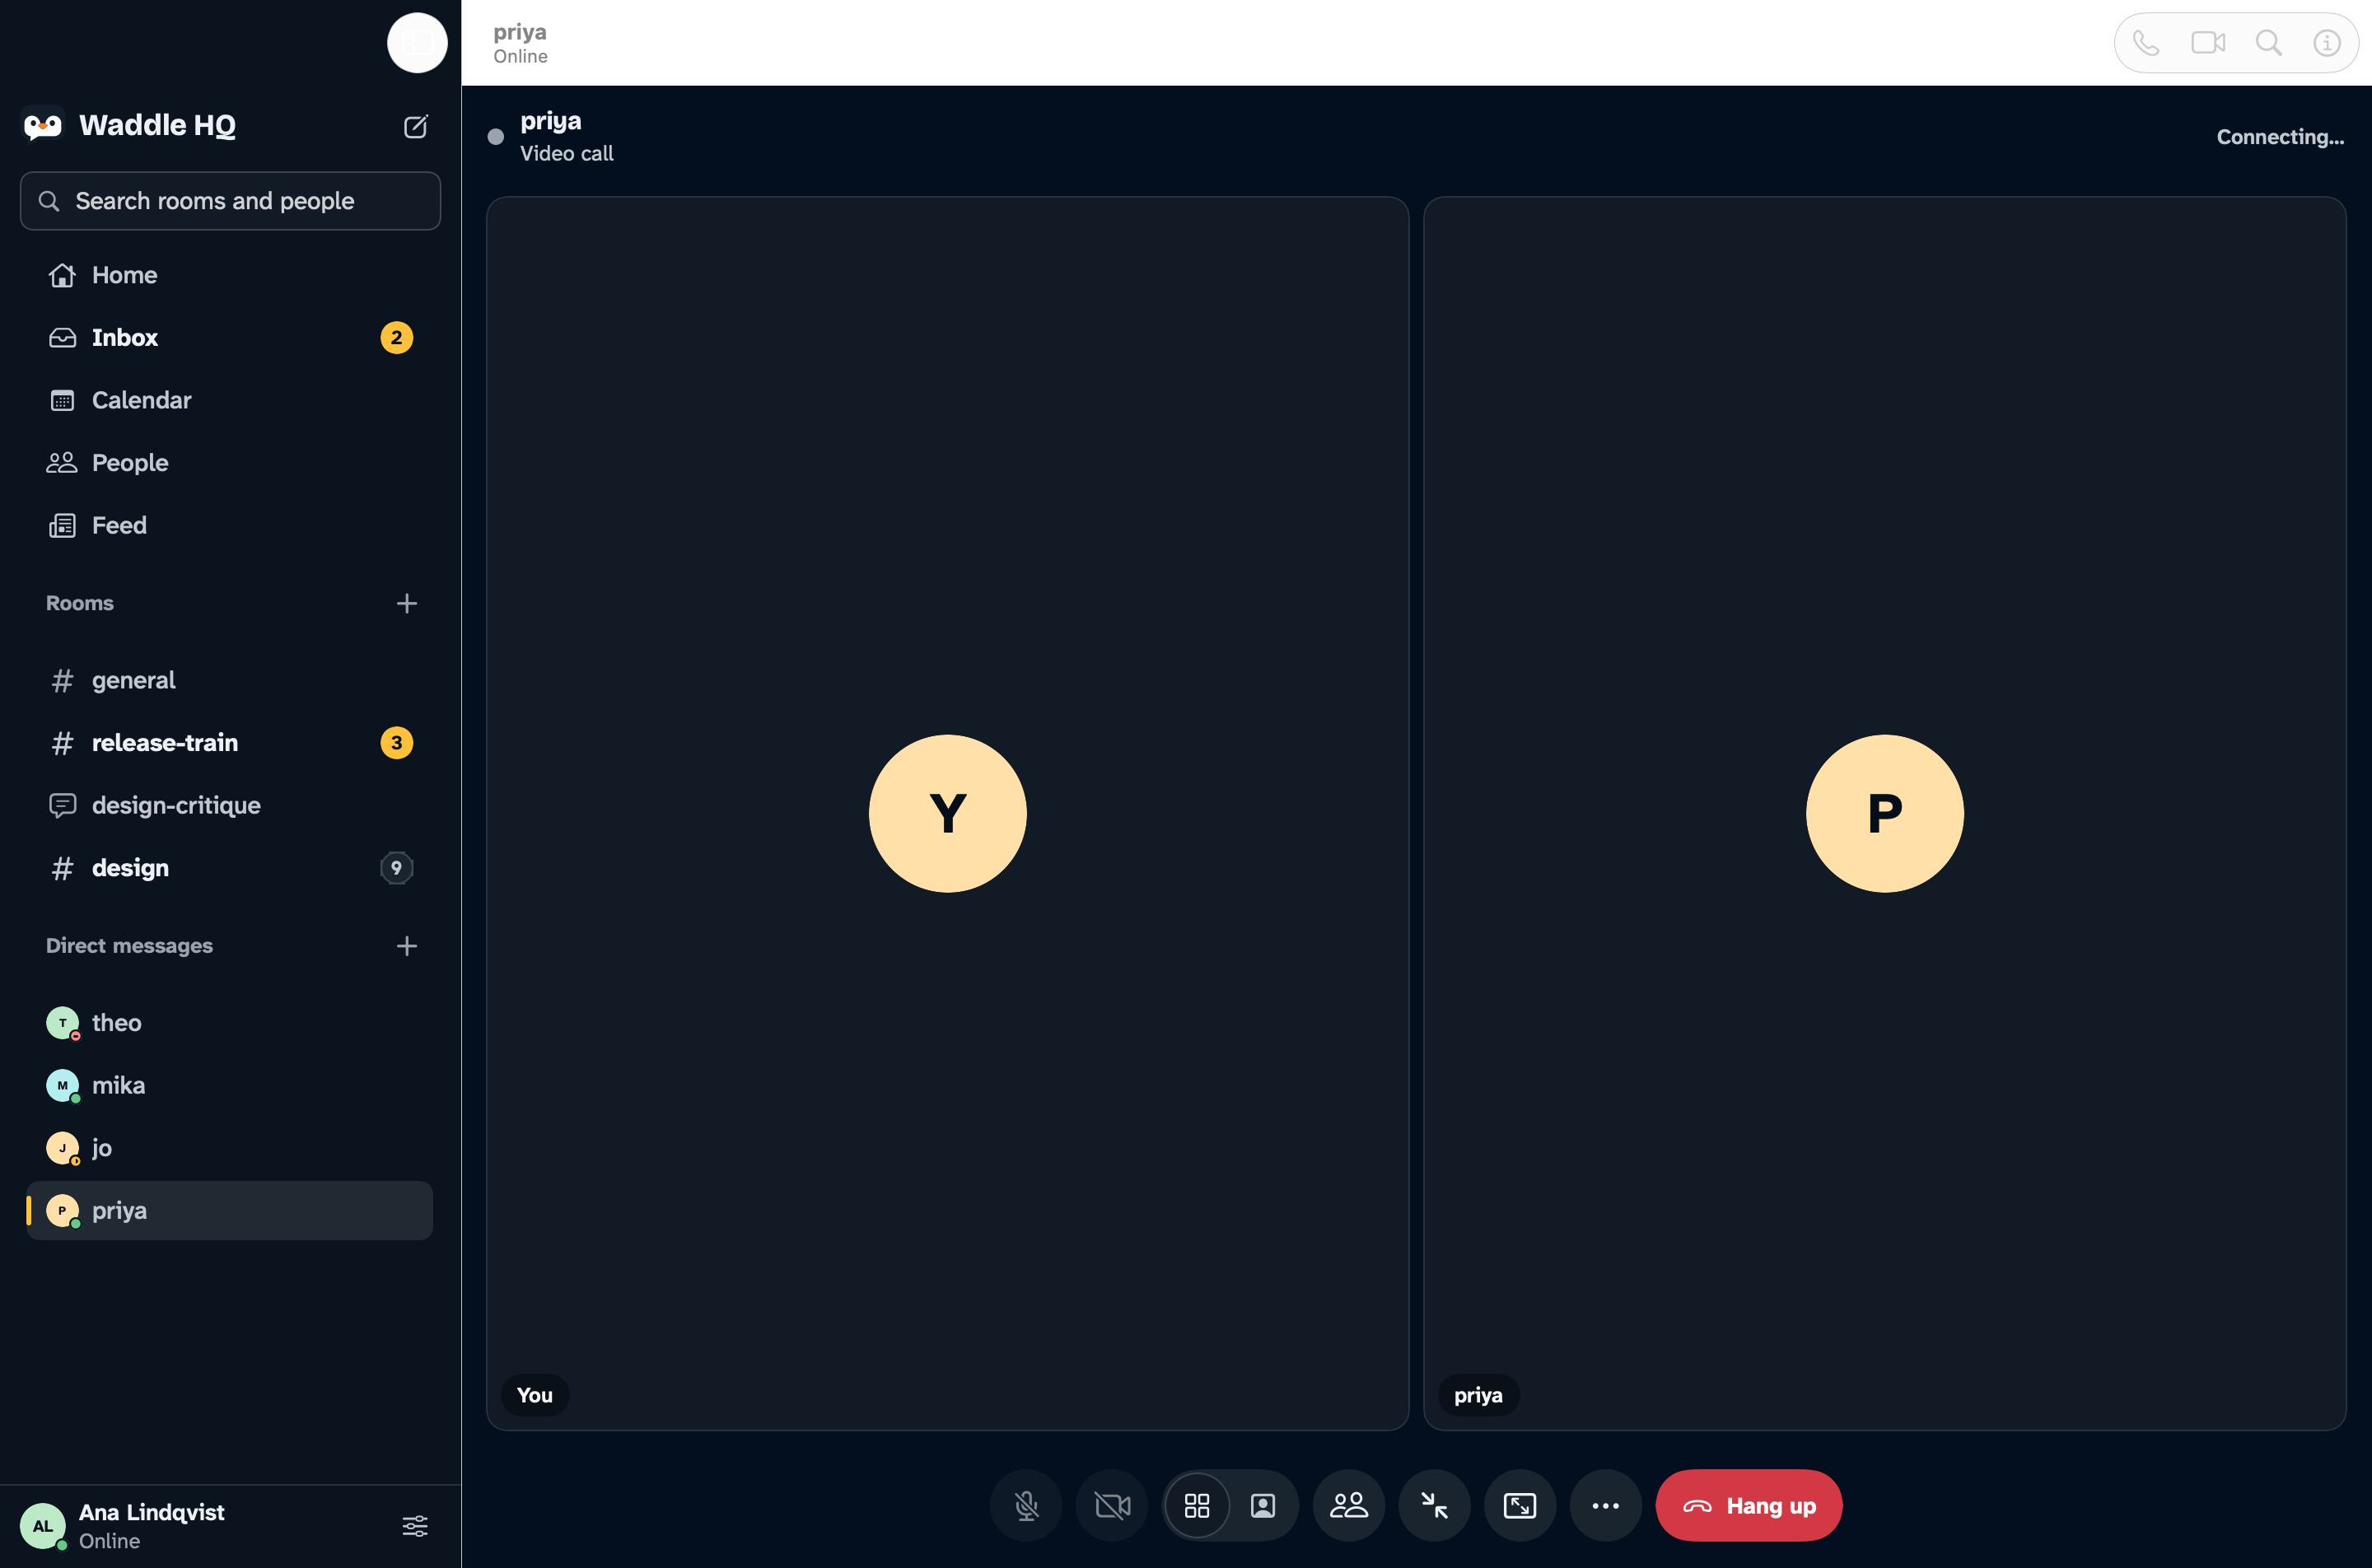 Waddle HQ
Search rooms and people
Home
Inbox 2
Calendar
People
Feed
Rooms
general
release-train 3
design-critique
design 9
Direct messages
T theo
M mika
J jo
P priya
AL Ana Lindqvist
Online
priya
Online
priya
Video call
Connecting...
Y
You
P
priya
Hang up